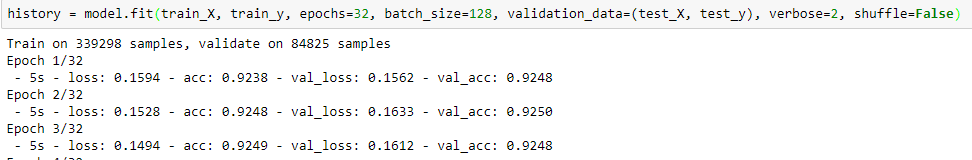 history = model.fit(train_X, train_y, epochs=32, batch_size=128, validation_data=(test_X, test_y), verbose=2, shuffle=False)
Train on 339298 samples, validate on 84825 samples
Epoch 1/32
 - 5s - loss: 0.1594 - acc: 0.9238 - val_loss: 0.1562 - val_acc: 0.9248
Epoch 2/32
 - 5s - loss: 0.1528 - acc: 0.9248 - val_loss: 0.1633 - val_acc: 0.9250
Epoch 3/32
 - 5s - loss: 0.1494 - acc: 0.9249 - val_loss: 0.1612 - val_acc: 0.9248